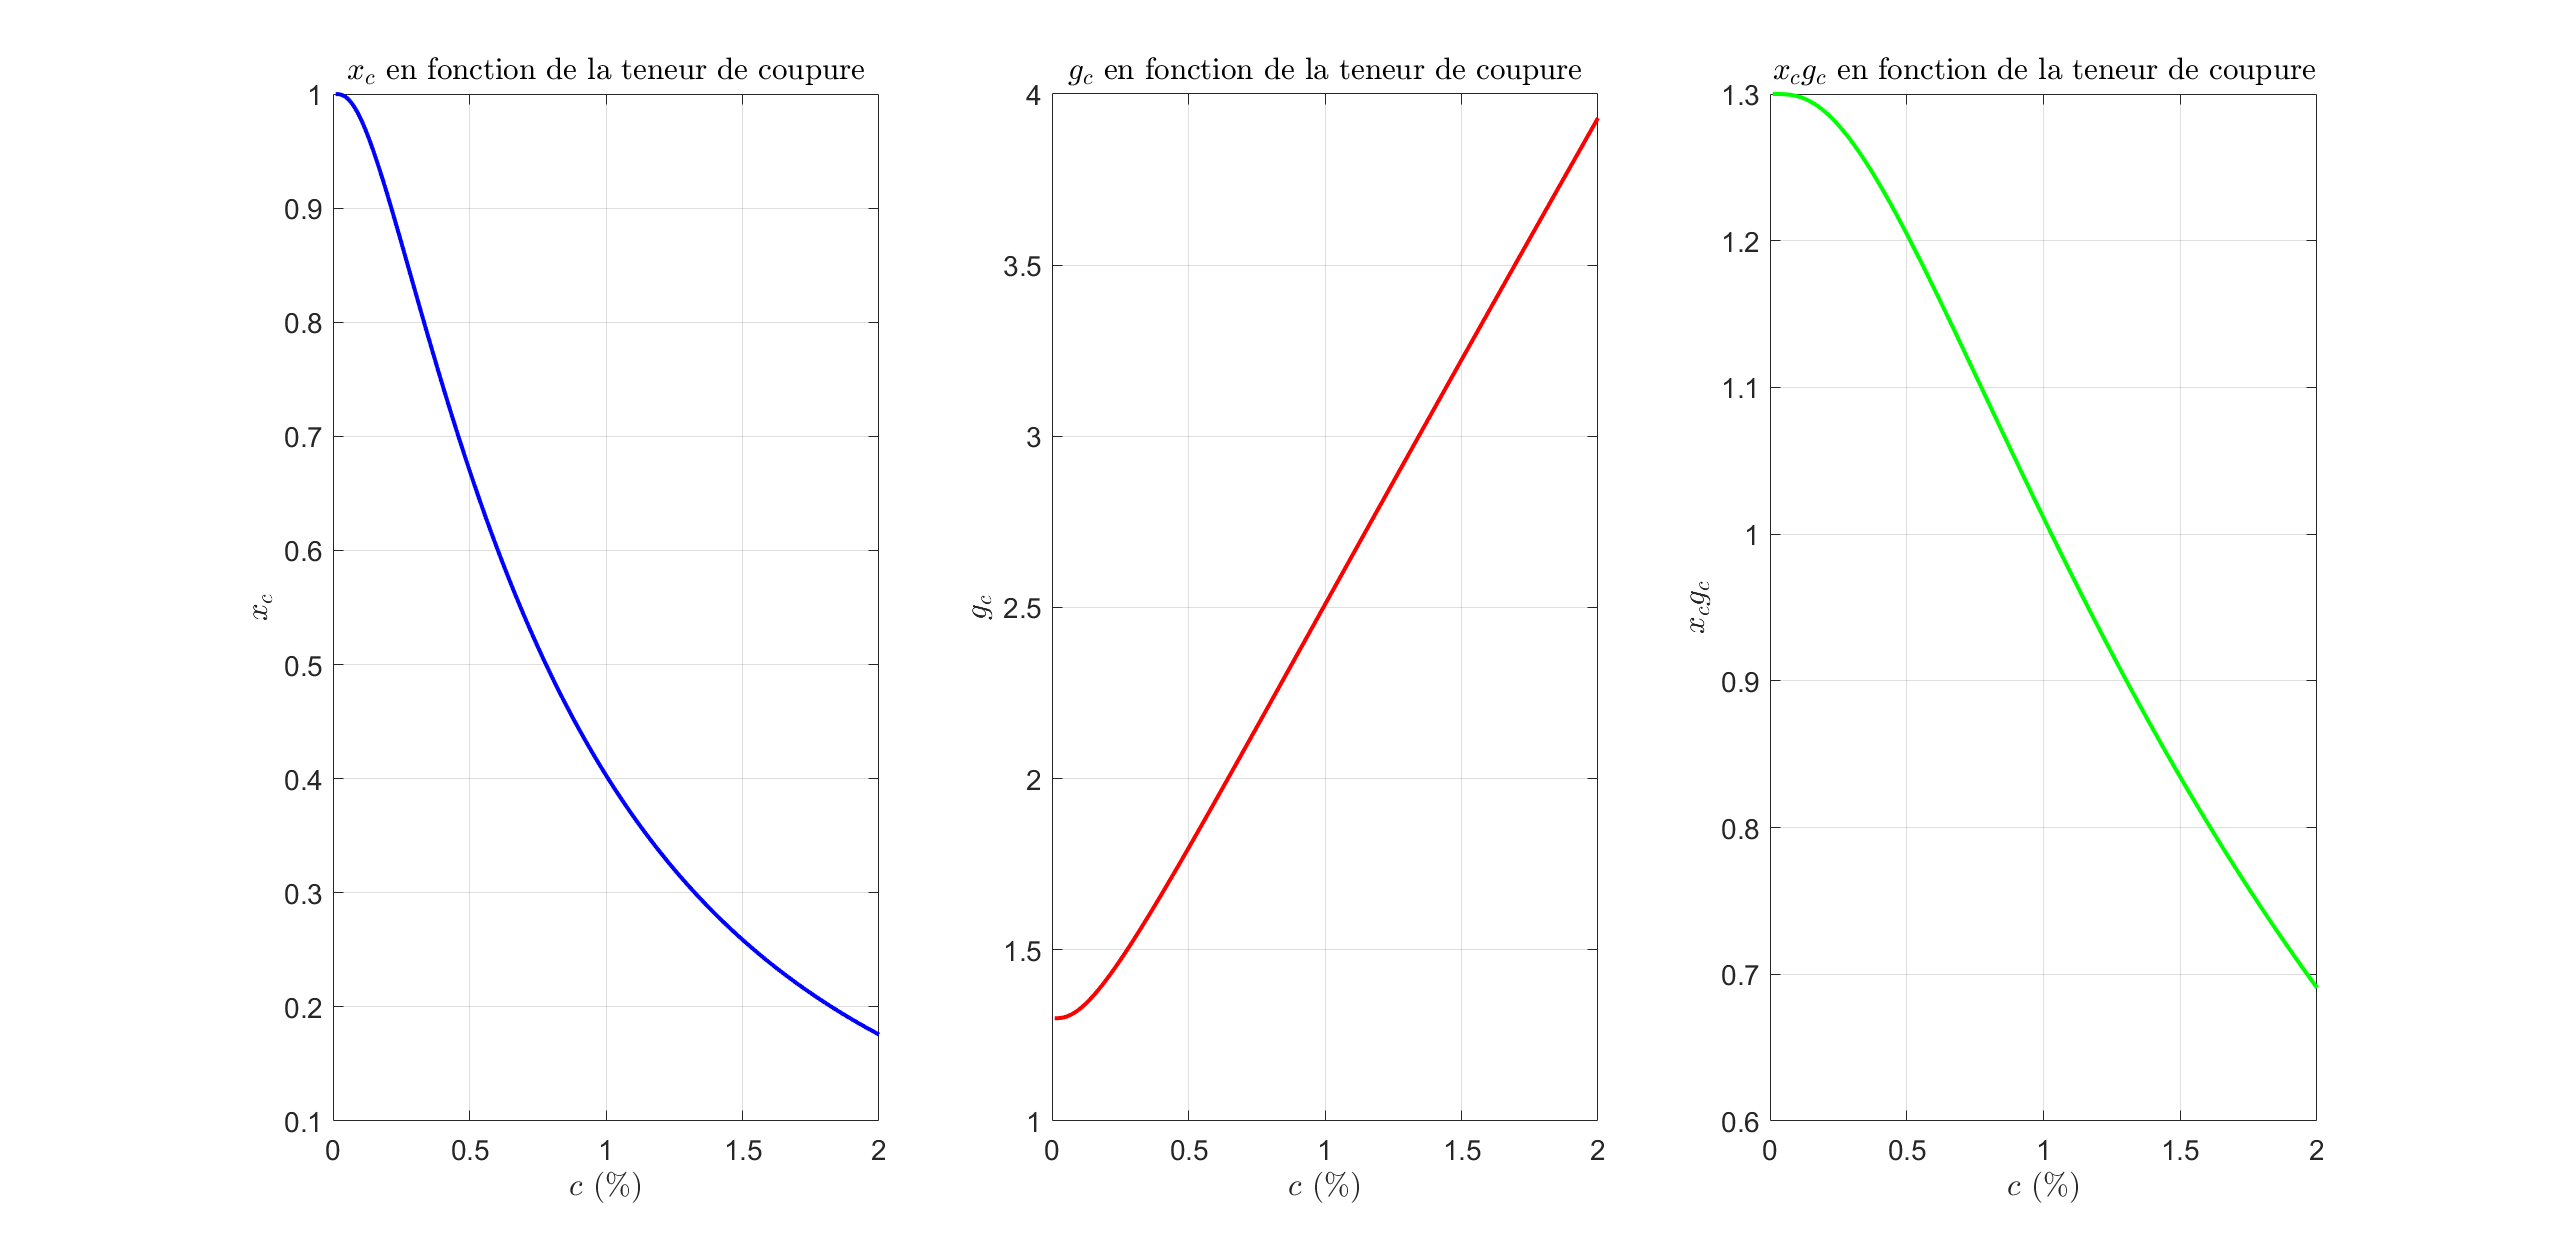 x_c en fonction de la teneur de coupure
1
0.9
0.8
0.7
0.6
0.5
0.4
0.3
0.2
0.1
x_c
0 0.5 1 1.5 2
c (%)
g_c en fonction de la teneur de coupure
4
3.5
3
2.5
2
1.5
1
g_c
0 0.5 1 1.5 2
c (%)
x_c g_c en fonction de la teneur de coupure
1.3
1.2
1.1
1
0.9
0.8
0.7
0.6
x_c g_c
0 0.5 1 1.5 2
c (%)